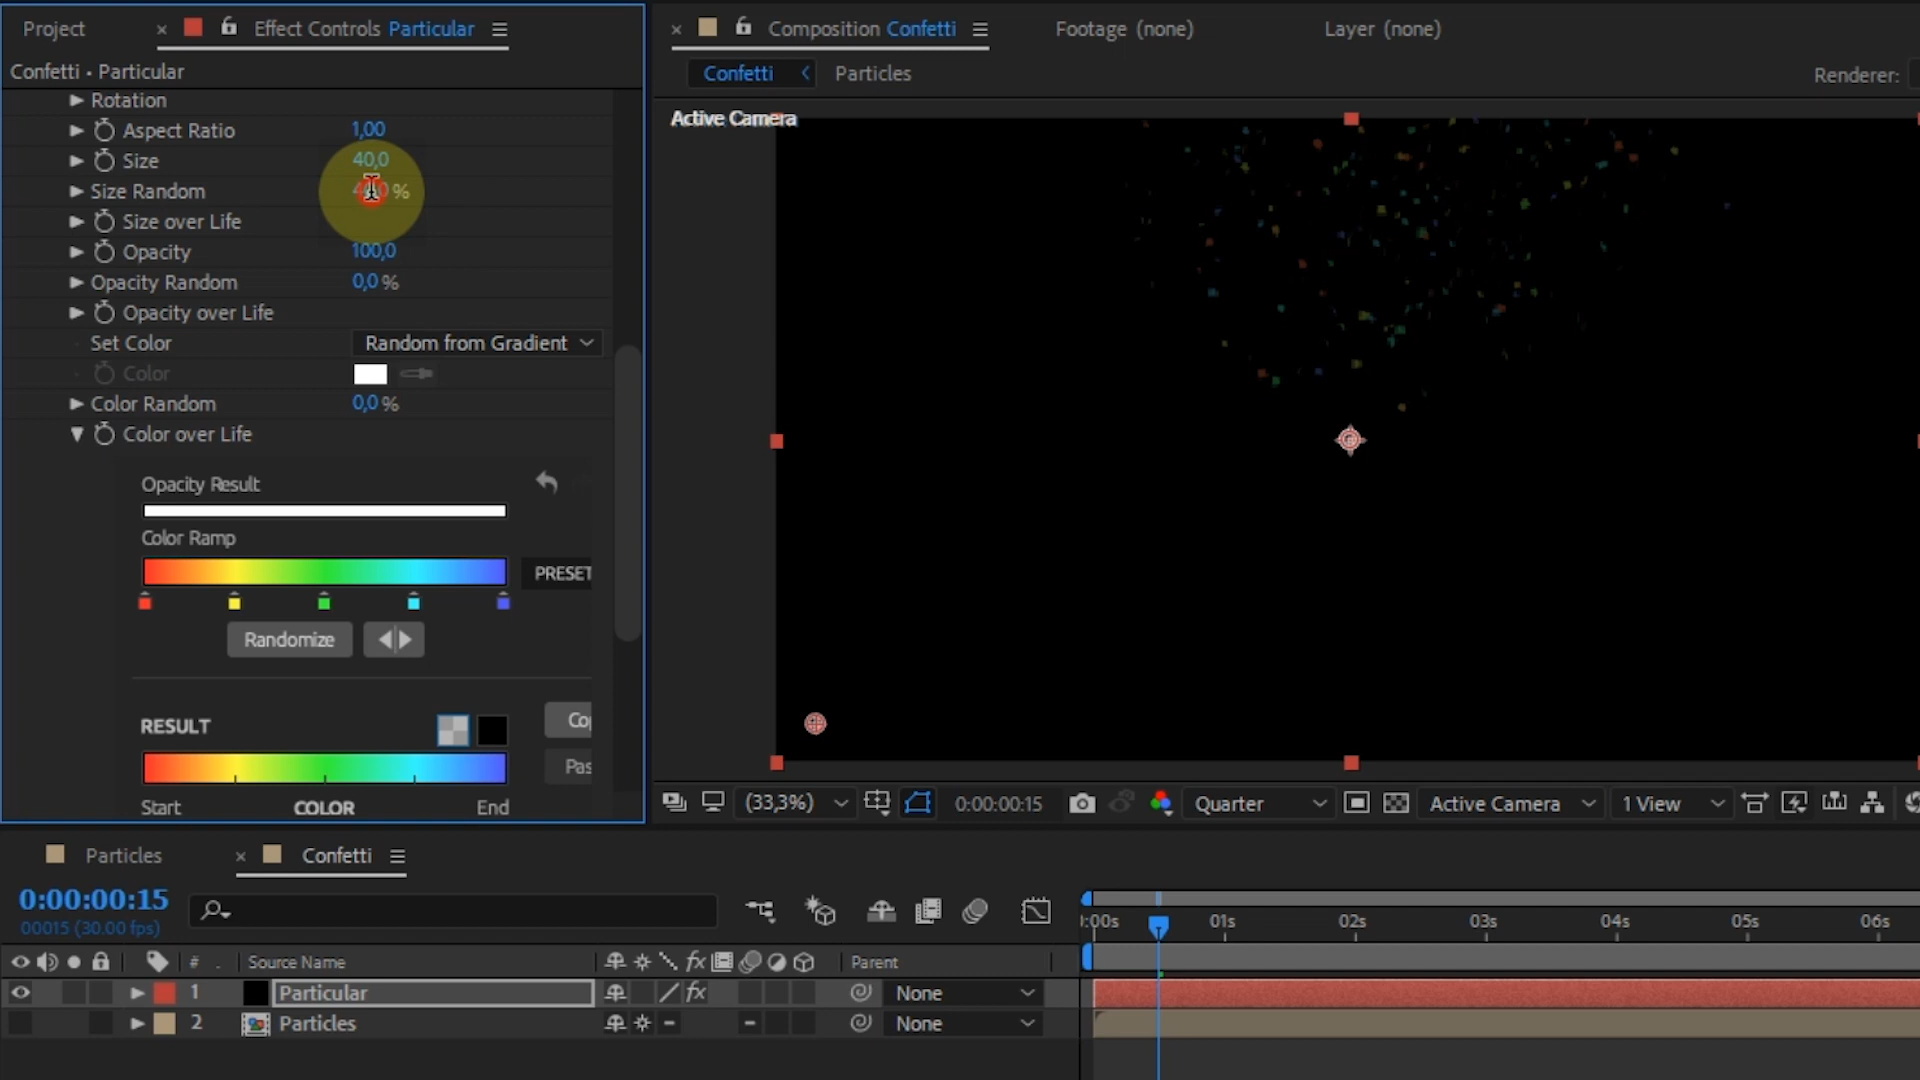 Project
× Effect Controls Particular
Confetti • Particular
Rotation
Aspect Ratio 1,00
Size 40,0
Size Random %
Size over Life
Opacity 100,0
Opacity Random 0,0 %
Opacity over Life
Set Color Random from Gradient
Color
Color Random 0,0 %
Color over Life
Opacity Result
Color Ramp
PRESET
Randomize
RESULT
Cop
Pas
Start COLOR End
× Composition Confetti
Footage (none)
Layer (none)
Confetti Particles
Renderer:
Active Camera
(33,3%) 0:00:00:15 Quarter Active Camera 1 View
Particles × Confetti
0:00:00:15
00015 (30.00 fps)
:00s 01s 02s 03s 04s 05s 06s
# . Source Name fx Parent
1 Particular fx None
2 Particles None